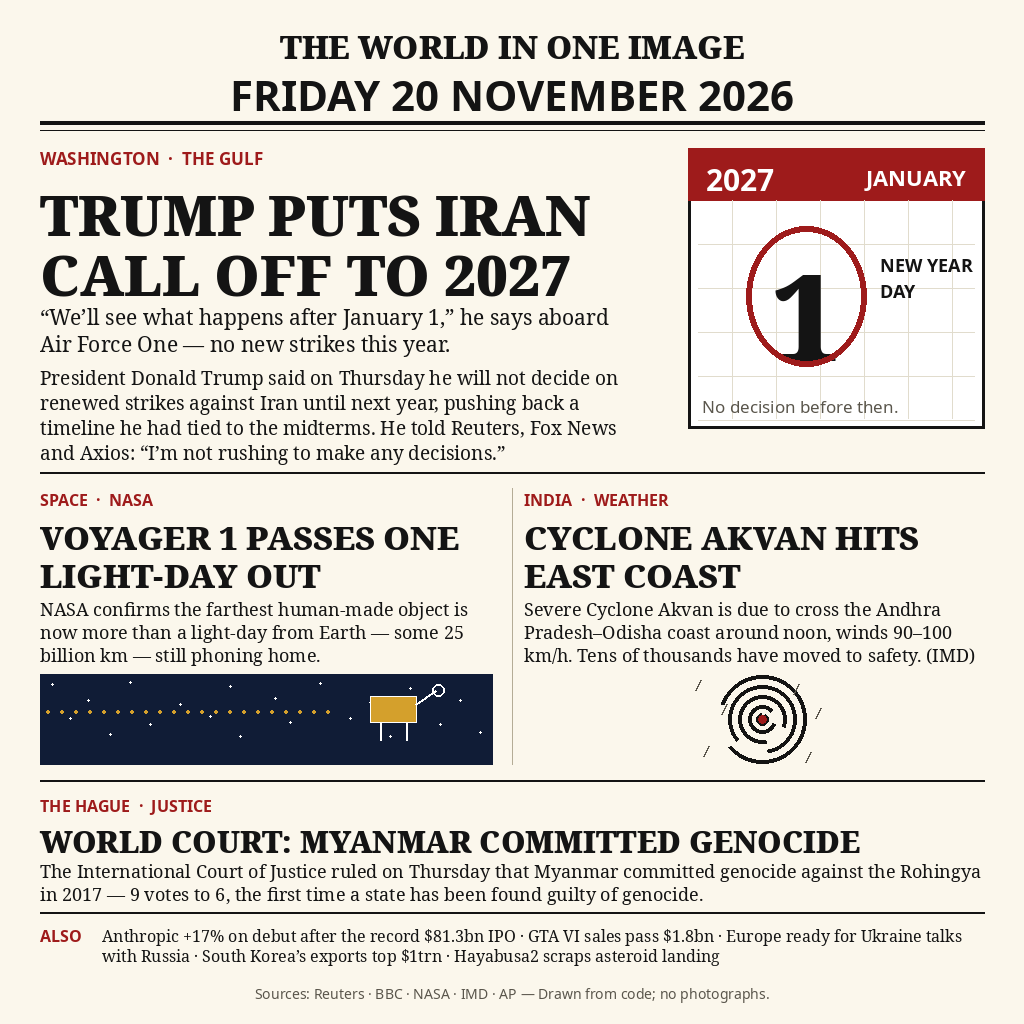 THE WORLD IN ONE IMAGE
FRIDAY 20 NOVEMBER 2026
WASHINGTON · THE GULF
TRUMP PUTS IRAN
CALL OFF TO 2027
“We’ll see what happens after January 1,” he says aboard
Air Force One — no new strikes this year.
President Donald Trump said on Thursday he will not decide on
renewed strikes against Iran until next year, pushing back a
timeline he had tied to the midterms. He told Reuters, Fox News
and Axios: “I’m not rushing to make any decisions.”
2027 JANUARY
1
NEW YEAR
DAY
No decision before then.
SPACE · NASA
VOYAGER 1 PASSES ONE
LIGHT-DAY OUT
NASA confirms the farthest human-made object is
now more than a light-day from Earth — some 25
billion km — still phoning home.
INDIA · WEATHER
CYCLONE AKVAN HITS
EAST COAST
Severe Cyclone Akvan is due to cross the Andhra
Pradesh–Odisha coast around noon, winds 90–100
km/h. Tens of thousands have moved to safety. (IMD)
THE HAGUE · JUSTICE
WORLD COURT: MYANMAR COMMITTED GENOCIDE
The International Court of Justice ruled on Thursday that Myanmar committed genocide against the Rohingya
in 2017 — 9 votes to 6, the first time a state has been found guilty of genocide.
ALSO Anthropic +17% on debut after the record $81.3bn IPO · GTA VI sales pass $1.8bn · Europe ready for Ukraine talks
with Russia · South Korea’s exports top $1trn · Hayabusa2 scraps asteroid landing
Sources: Reuters · BBC · NASA · IMD · AP — Drawn from code; no photographs.